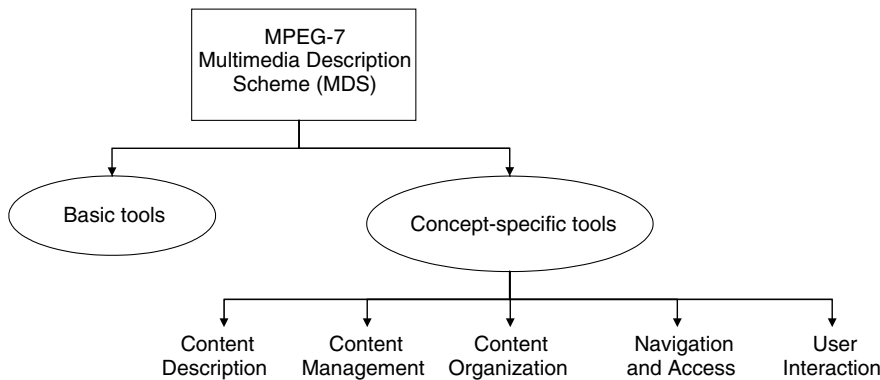 MPEG-7
Multimedia Description
Scheme (MDS)
Basic tools
Concept-specific tools
Content
Description
Content
Management
Content
Organization
Navigation
and Access
User
Interaction